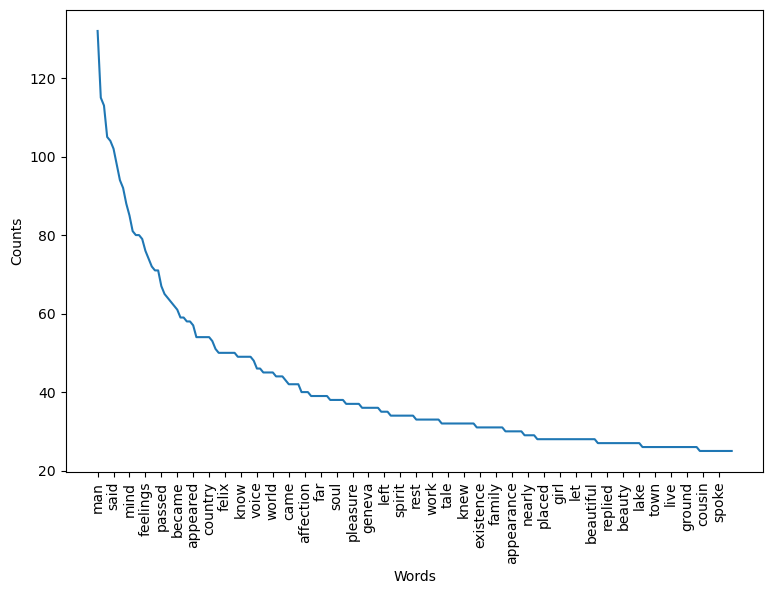 120
100
80
60
40
20
Counts
man
said
mind
feelings
passed
became
appeared
country
felix
know
voice
world
came
affection
far
soul
pleasure
geneva
left
spirit
rest
work
tale
knew
existence
family
appearance
nearly
placed
girl
let
beautiful
replied
beauty
lake
town
live
ground
cousin
spoke
Words